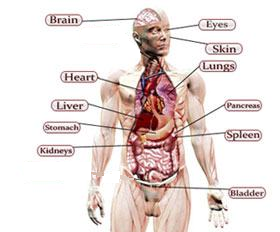 Brain
Eyes
Skin
Lungs
Heart
Liver
Pancreas
Stomach
Spleen
Kidneys
Bladder